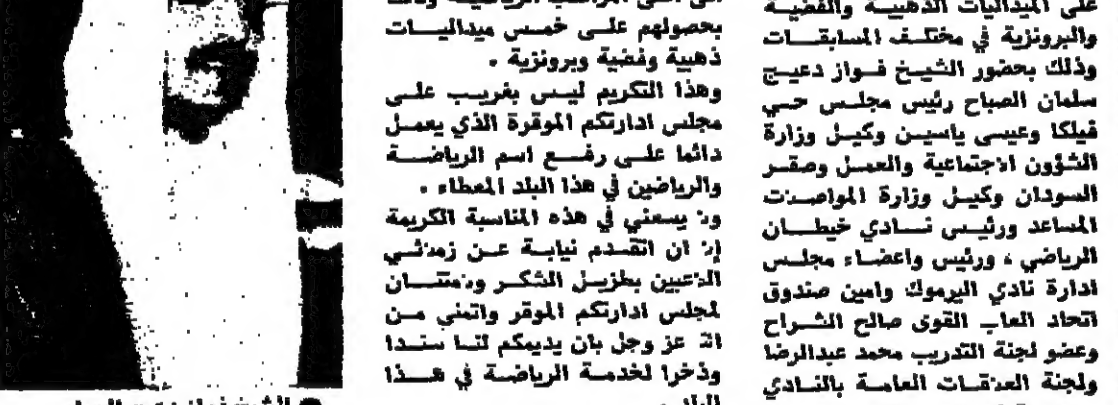 على الميداليات الذهبية والفضية
والبرونزية في مختلف المسابقات
وذلك بحضور الشيخ فواز دعيج
سلمان الصباح رئيس مجلس حي
فيلكا وعيسى ياسين وكيل وزارة
الشؤون الاجتماعية والعمل وصقر
السودان وكيل وزارة المواصلات
المساعد ورئيس نادي خيطان
الرياضي ، ورئيس واعضاء مجلس
ادارة نادي اليرموك وامين صندوق
اتحاد العاب القوى صالح الشراح
وعضو لجنة التدريب محمد عبدالرضا
ولجنة العلاقات العامة بالنادي
بحصولهم على خمس ميداليات
ذهبية وفضية وبرونزية .
وهذا التكريم ليس بغريب على
مجلس ادارتكم الموقرة الذي يعمل
دائما على رفع اسم الرياضة
والرياضين في هذا البلد المعطاء .
ولا يسعني في هذه المناسبة الكريمة
إلا ان اتقدم نيابة عن زملائي
اللاعبين بطزيل الشكر والامتنان
لمجلس ادارتكم الموقر واتمنى من
الله عز وجل بان يديمكم لنا سندا
وذخرا لخدمة الرياضة في هذا